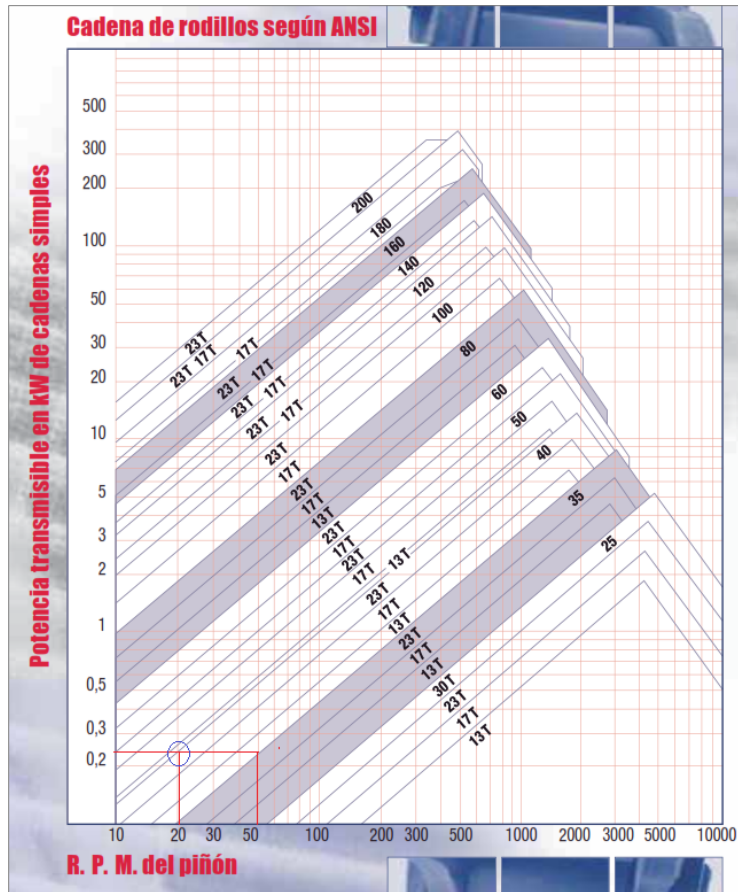 Cadena de rodillos según ANSI
Potencia transmisible en kW de cadenas simples
500
300
200
100
50
30
20
10
5
3
2
1
0,5
0,3
0,2
200
180
160
140
120
100
80
60
50
40
35
25
23T
17T
23T
17T
17T
23T
17T
23T
17T
23T
23T
17T
23T
17T
13T
23T
17T
23T
13T
17T
23T
17T
13T
23T
17T
13T
30T
23T
17T
13T
10 20 30 50 100 200 300 500 1000 2000 3000 5000 10000
R. P. M. del piñón